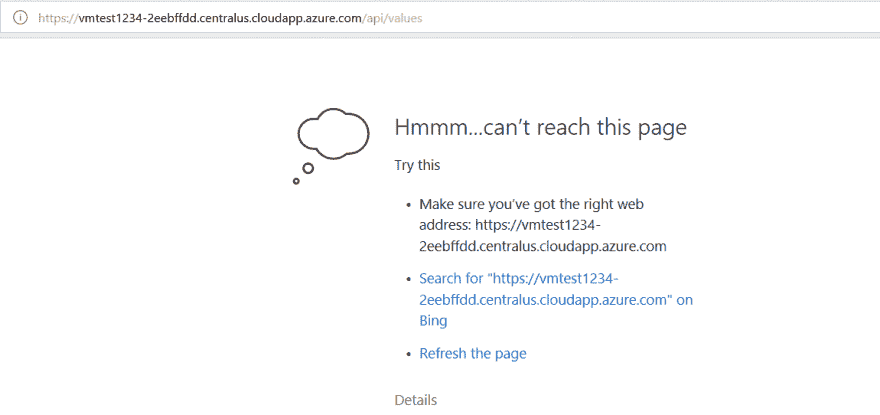 https://vmtest1234-2eebffdd.centralus.cloudapp.azure.com/api/values
Hmmm...can't reach this page
Try this
• Make sure you've got the right web
address: https://vmtest1234-
2eebffdd.centralus.cloudapp.azure.com
• Search for "https://vmtest1234-
2eebffdd.centralus.cloudapp.azure.com" on
Bing
• Refresh the page
Details